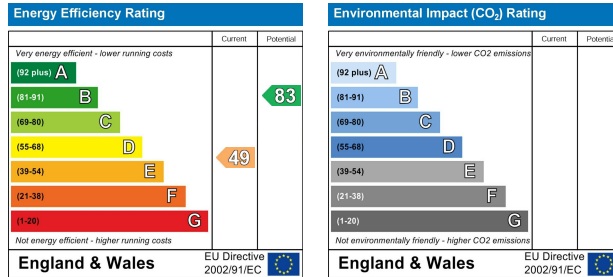 Energy Efficiency Rating
Current Potential
Very energy efficient - lower running costs
(92 plus) A
(81-91) B
83
(69-80) C
(55-68) D
49
(39-54) E
(21-38) F
(1-20) G
Not energy efficient - higher running costs
England & Wales
EU Directive
2002/91/EC
Environmental Impact (CO₂) Rating
Current Potential
Very environmentally friendly - lower CO2 emissions
(92 plus) A
(81-91) B
(69-80) C
(55-68) D
(39-54) E
(21-38) F
(1-20) G
Not environmentally friendly - higher CO2 emissions
England & Wales
EU Directive
2002/91/EC